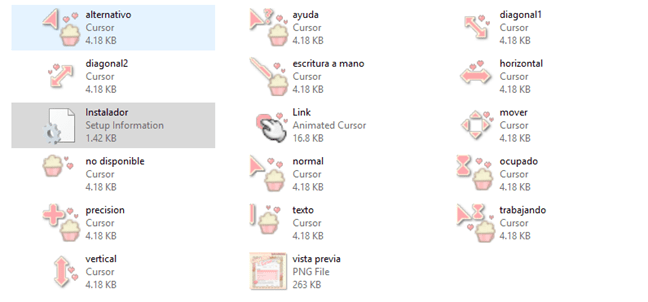 alternativo
Cursor
4.18 KB
ayuda
Cursor
4.18 KB
diagonal1
Cursor
4.18 KB
diagonal2
Cursor
4.18 KB
escritura a mano
Cursor
4.18 KB
horizontal
Cursor
4.18 KB
Instalador
Setup Information
1.42 KB
Link
Animated Cursor
16.8 KB
mover
Cursor
4.18 KB
no disponible
Cursor
4.18 KB
normal
Cursor
4.18 KB
ocupado
Cursor
4.18 KB
precision
Cursor
4.18 KB
texto
Cursor
4.18 KB
trabajando
Cursor
4.18 KB
vertical
Cursor
4.18 KB
vista previa
PNG File
263 KB